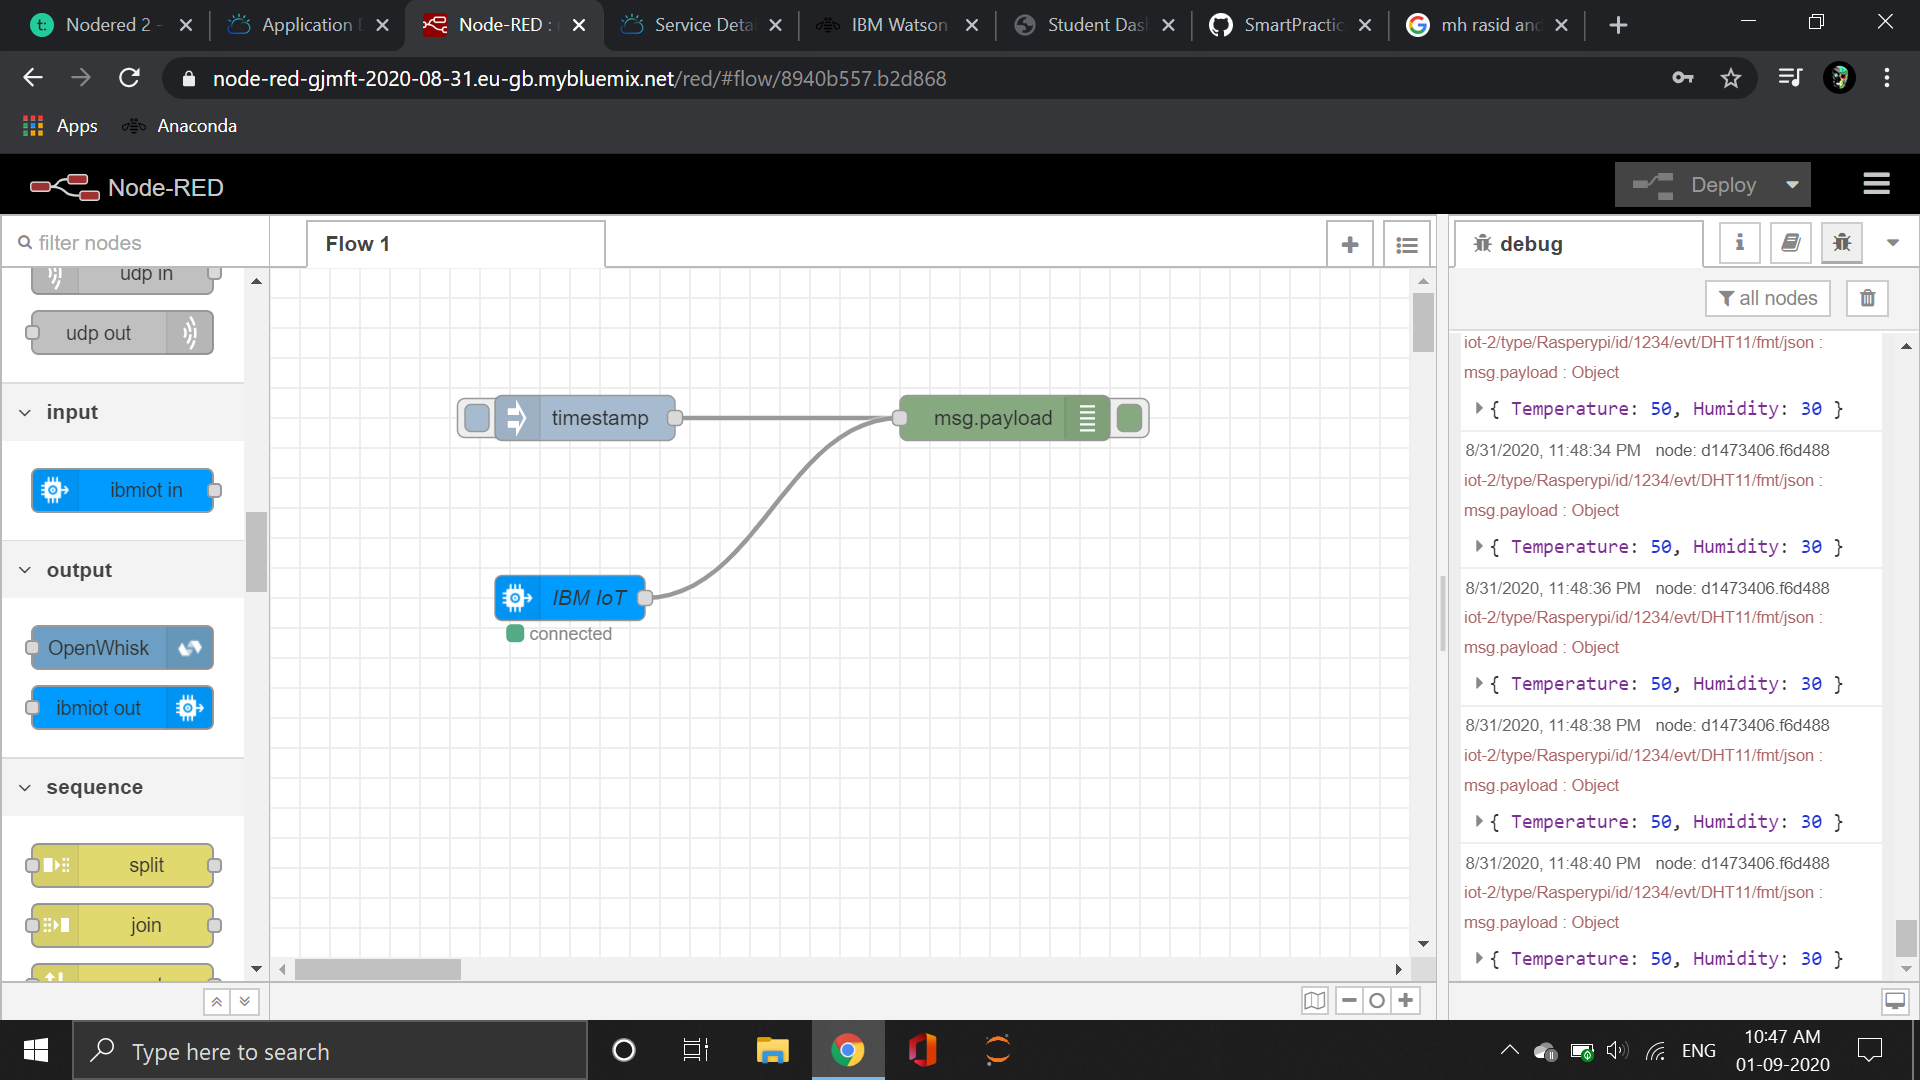 Nodered 2 -
Application D
Node-RED :
Service Detai
IBM Watson
Student Dash
SmartPractic
mh rasid and
node-red-gjmft-2020-08-31.eu-gb.mybluemix.net/red/#flow/8940b557.b2d868
Apps
Anaconda
Node-RED
Deploy
filter nodes
Flow 1
debug
all nodes
udp in
udp out
input
ibmiot in
output
OpenWhisk
ibmiot out
sequence
split
join
timestamp
msg.payload
IBM IoT
connected
iot-2/type/Rasperypi/id/1234/evt/DHT11/fmt/json :
msg.payload : Object
{ Temperature: 50, Humidity: 30 }
8/31/2020, 11:48:34 PM node: d1473406.f6d488
iot-2/type/Rasperypi/id/1234/evt/DHT11/fmt/json :
msg.payload : Object
{ Temperature: 50, Humidity: 30 }
8/31/2020, 11:48:36 PM node: d1473406.f6d488
iot-2/type/Rasperypi/id/1234/evt/DHT11/fmt/json :
msg.payload : Object
{ Temperature: 50, Humidity: 30 }
8/31/2020, 11:48:38 PM node: d1473406.f6d488
iot-2/type/Rasperypi/id/1234/evt/DHT11/fmt/json :
msg.payload : Object
{ Temperature: 50, Humidity: 30 }
8/31/2020, 11:48:40 PM node: d1473406.f6d488
iot-2/type/Rasperypi/id/1234/evt/DHT11/fmt/json :
msg.payload : Object
{ Temperature: 50, Humidity: 30 }
Type here to search
ENG
10:47 AM
01-09-2020